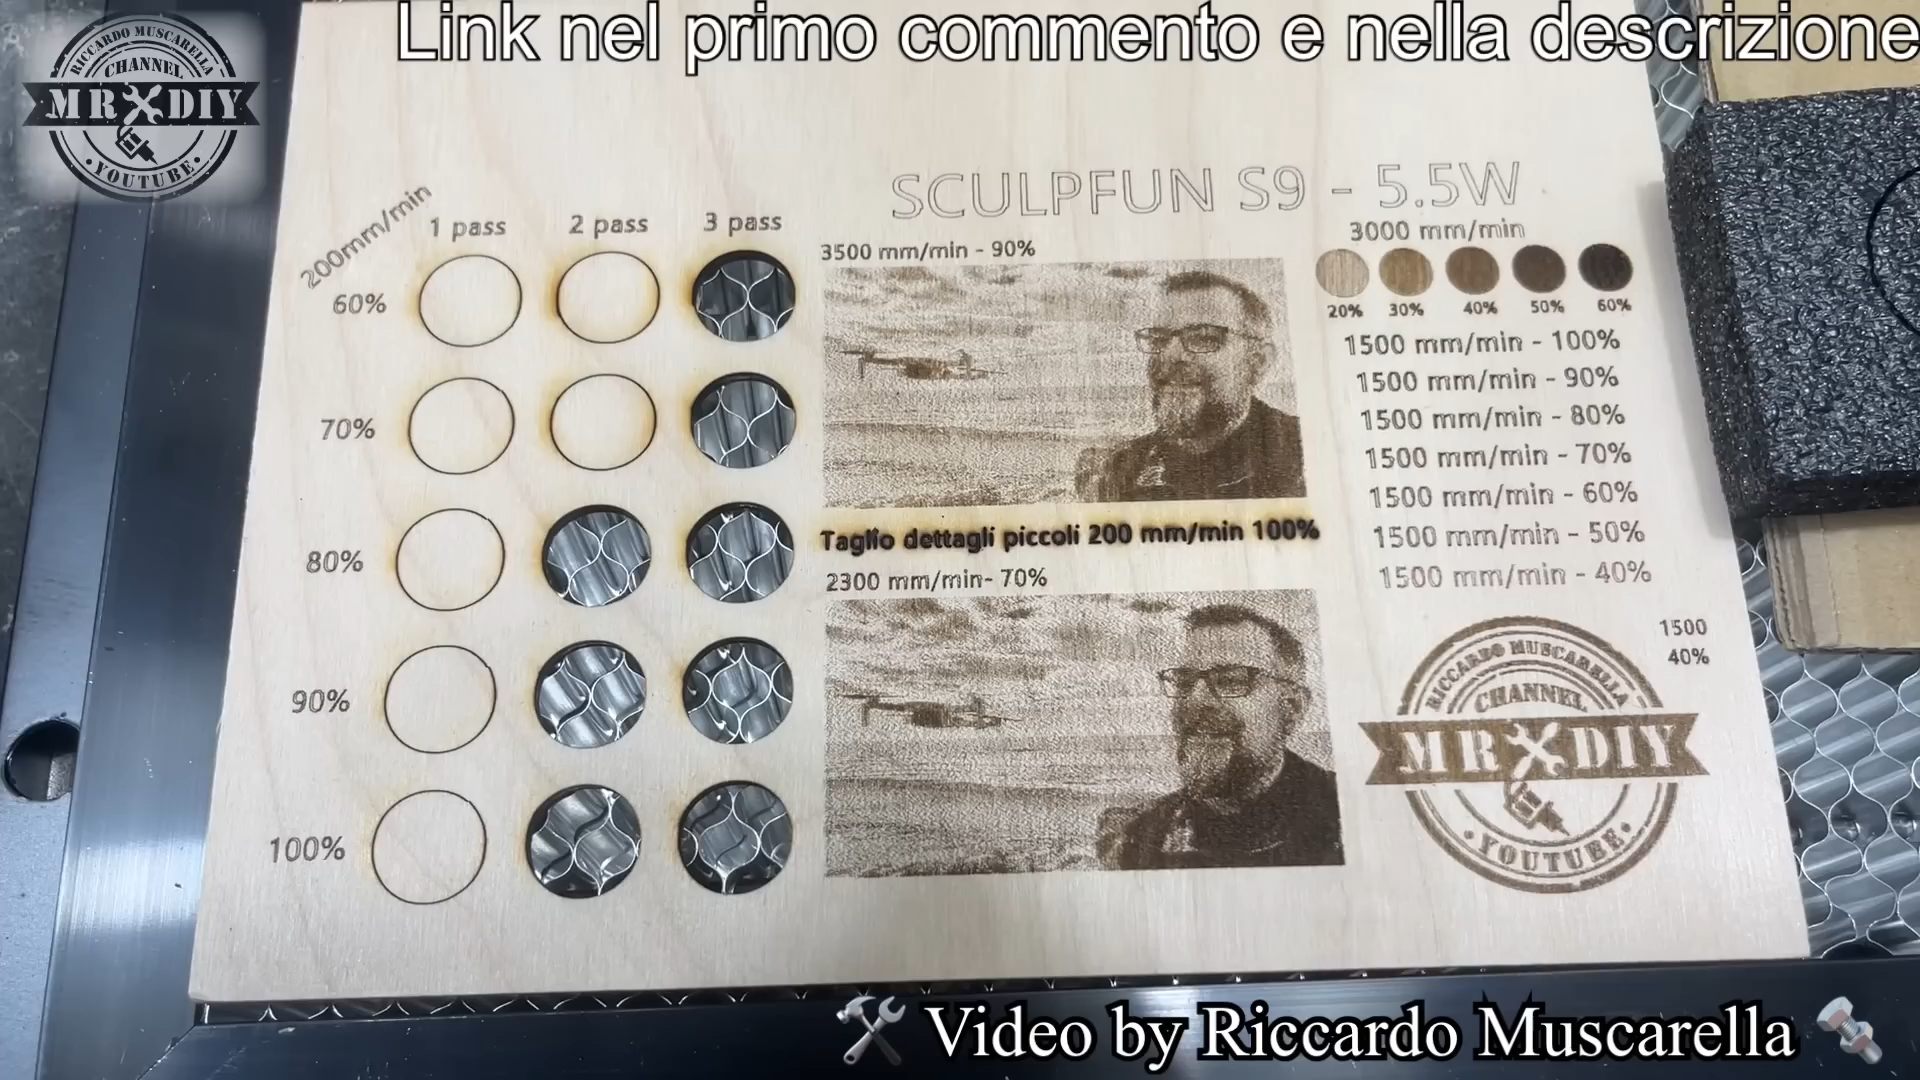 Link nel primo commento e nella descrizione
RICCARDO MUSCARELLA
CHANNEL
MR DIY
YOUTUBE
SCULPFUN S9 - 5.5W
200mm/min
1 pass
2 pass
3 pass
60%
70%
80%
90%
100%
3500 mm/min - 90%
Taglio dettagli piccoli 200 mm/min 100%
2300 mm/min- 70%
3000 mm/min
20% 30% 40% 50% 60%
1500 mm/min - 100%
1500 mm/min - 90%
1500 mm/min - 80%
1500 mm/min - 70%
1500 mm/min - 60%
1500 mm/min - 50%
1500 mm/min - 40%
1500
40%
RICCARDO MUSCARELLA
CHANNEL
MR DIY
YOUTUBE
Video by Riccardo Muscarella